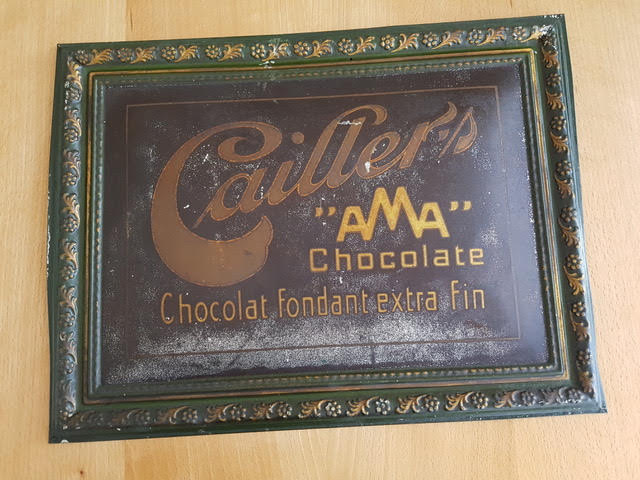 Cailler's
"AMA"
Chocolate
Chocolat fondant extra fin